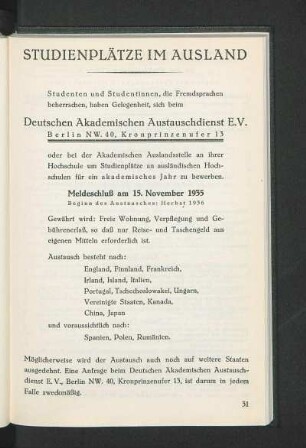 STUDIENPLÄTZE IM AUSLAND
Studenten und Studentinnen, die Fremdsprachen
beherrschen, haben Gelegenheit, sich beim
Deutschen Akademischen Austauschdienst E.V.
Berlin NW. 40, Kronprinzenufer 13
oder bei der Akademischen Auslandsstelle an ihrer
Hochschule um Studienplätze an ausländischen Hoch-
schulen für ein akademisches Jahr zu bewerben.
Meldeschluß am 15. November 1935
Beginn des Austausches: Herbst 1936
Gewährt wird: Freie Wohnung, Verpflegung und Ge-
bührenerlaß, so daß nur Reise- und Taschengeld aus
eigenen Mitteln erforderlich ist.
Austausch besteht nach:
England, Finnland, Frankreich,
Irland, Island, Italien,
Portugal, Tschechoslowakei, Ungarn,
Vereinigte Staaten, Kanada,
China, Japan
und voraussichtlich nach:
Spanien, Polen, Rumänien.
Möglicherweise wird der Austausch auch noch auf weitere Staaten
ausgedehnt. Eine Anfrage beim Deutschen Akademischen Austausch-
dienst E. V., Berlin NW. 40, Kronprinzenufer 13, ist darum in jedem
Falle zweckmäßig.
31